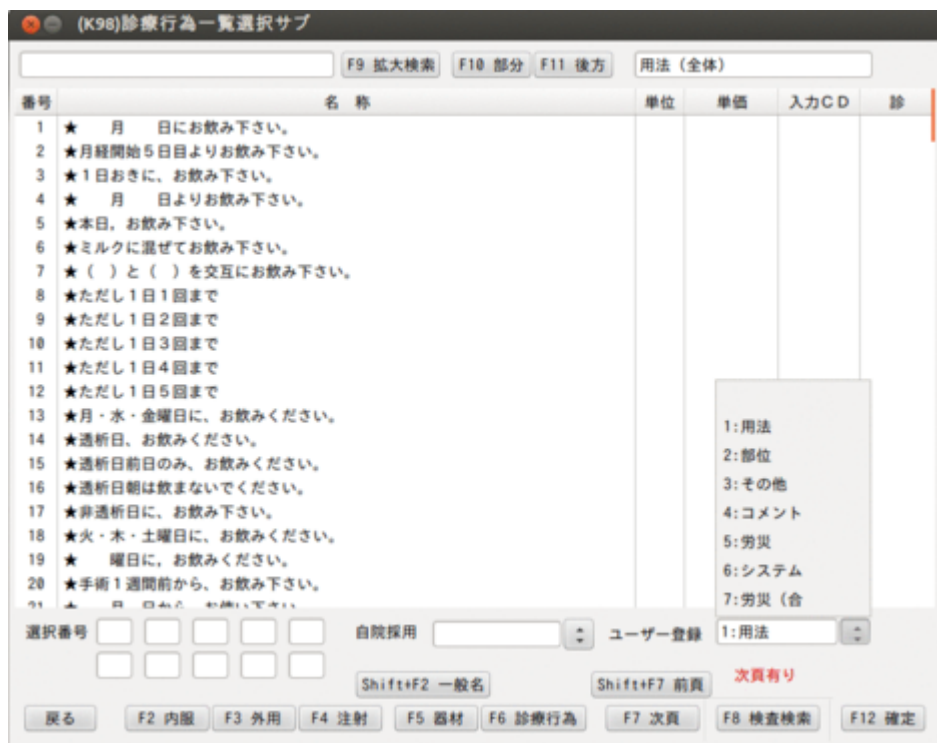 (K98)診療行為一覧選択サブ
F9 拡大検索 F10 部分 F11 後方 用法（全体）
番号 名 称 単位 単価 入力CD 診
1 ★ 月 日にお飲み下さい。
2 ★月経開始５日目よりお飲み下さい。
3 ★１日おきに、お飲み下さい。
4 ★ 月 日よりお飲み下さい。
5 ★本日，お飲み下さい。
6 ★ミルクに混ぜてお飲み下さい。
7 ★（ ）と（ ）を交互にお飲み下さい。
8 ★ただし１日１回まで
9 ★ただし１日２回まで
10 ★ただし１日３回まで
11 ★ただし１日４回まで
12 ★ただし１日５回まで
13 ★月・水・金曜日に、お飲みください。
14 ★透析日、お飲みください。
15 ★透析日前日のみ、お飲みください。
16 ★透析日朝は飲まないでください。
17 ★非透析日に、お飲み下さい。
18 ★火・木・土曜日に、お飲みください。
19 ★ 曜日に，お飲みください。
20 ★手術１週間前から、お飲み下さい。
21 ★ 月 日から
1:用法
2:部位
3:その他
4:コメント
5:労災
6:システム
7:労災（合
選択番号 自院採用 ユーザー登録 1:用法
Shift+F2 一般名 Shift+F7 前頁 次頁有り
戻る F2 内服 F3 外用 F4 注射 F5 器材 F6 診療行為 F7 次頁 F8 検査検索 F12 確定